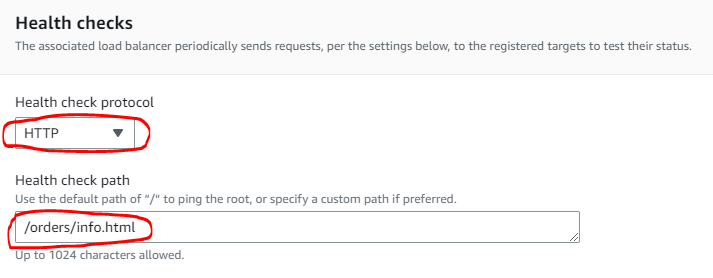 Health checks
The associated load balancer periodically sends requests, per the settings below, to the registered targets to test their status.
Health check protocol
HTTP
Health check path
Use the default path of "/" to ping the root, or specify a custom path if preferred.
/orders/info.html
Up to 1024 characters allowed.